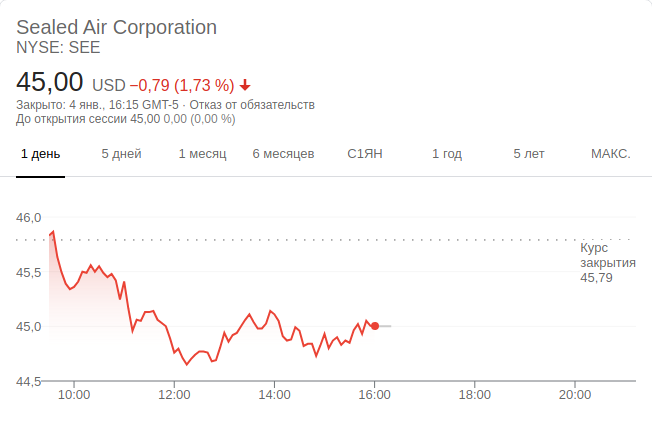 Sealed Air Corporation
NYSE: SEE
45,00 USD −0,79 (1,73 %)
Закрыто: 4 янв., 16:15 GMT-5 · Отказ от обязательств
До открытия сессии 45,00 0,00 (0,00 %)
1 день 5 дней 1 месяц 6 месяцев С1ЯН 1 год 5 лет МАКС.
46,0
Курс
закрытия
45,5
45,79
45,0
44,5
10:00 12:00 14:00 16:00 18:00 20:00